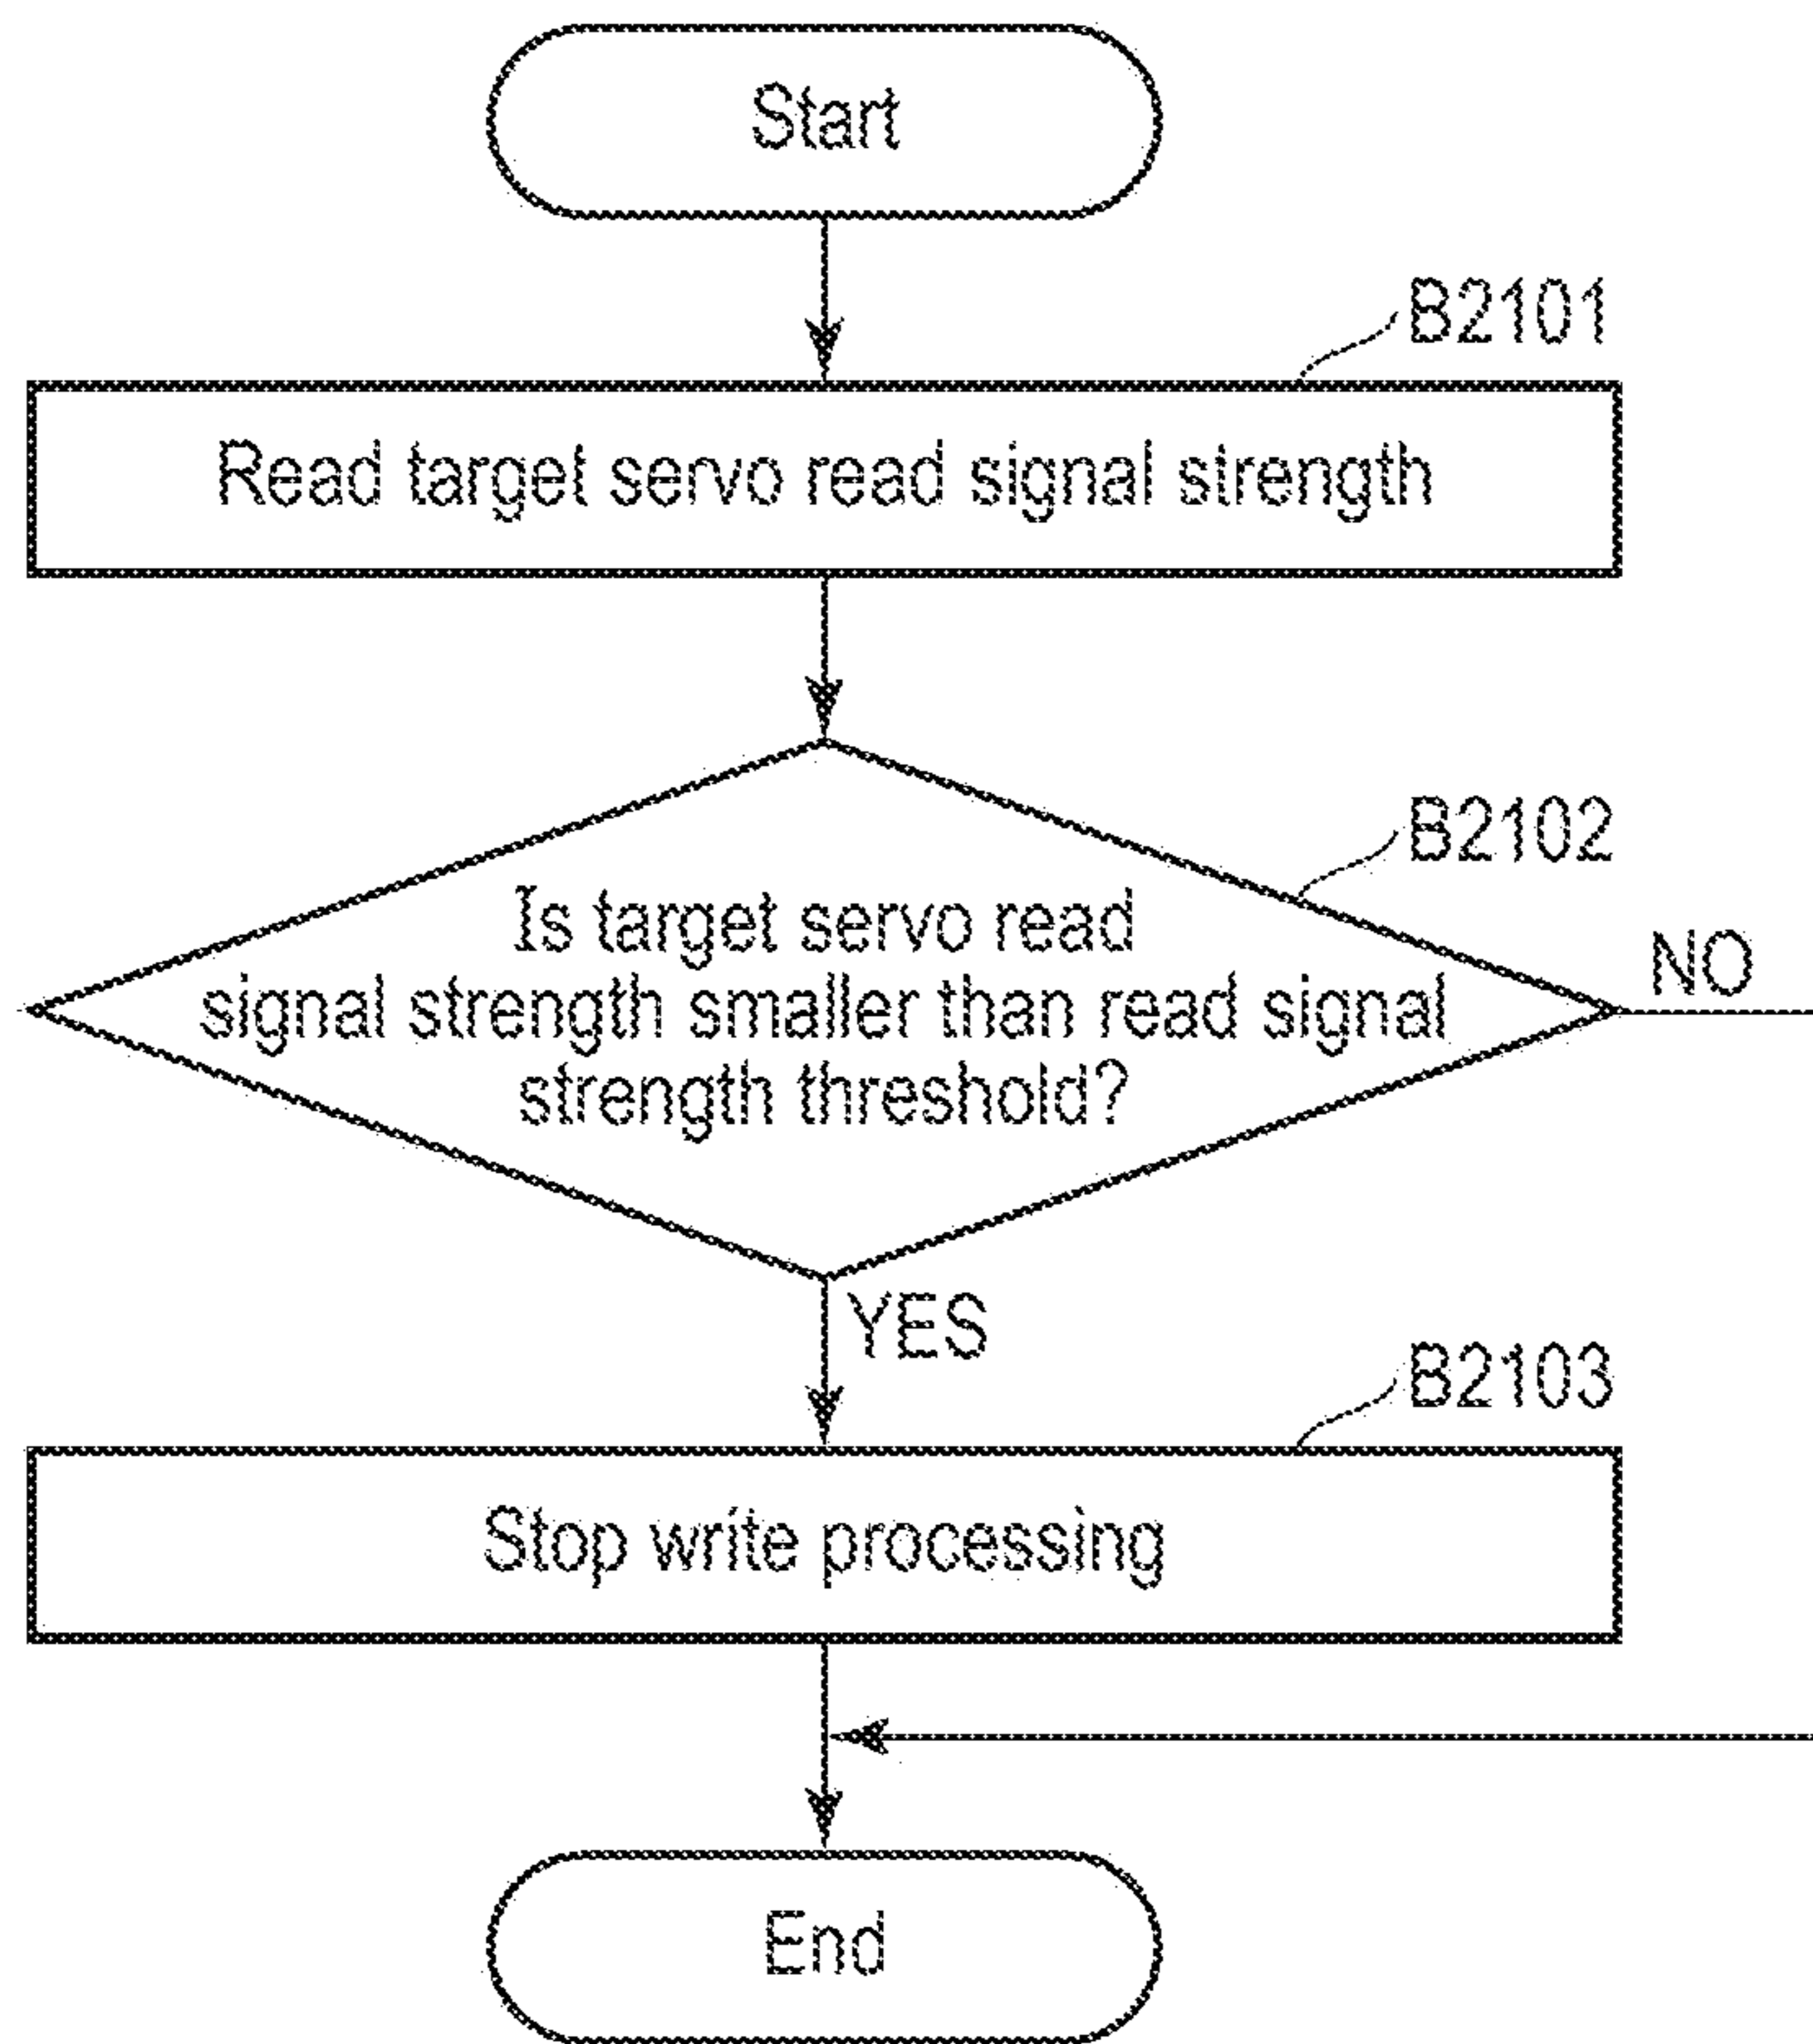 Start
B2101
Read target servo read signal strength
B2102
Is target servo read
NO
signal strength smaller than read signal
strength threshold?
YES
B2103
Stop write processing
End